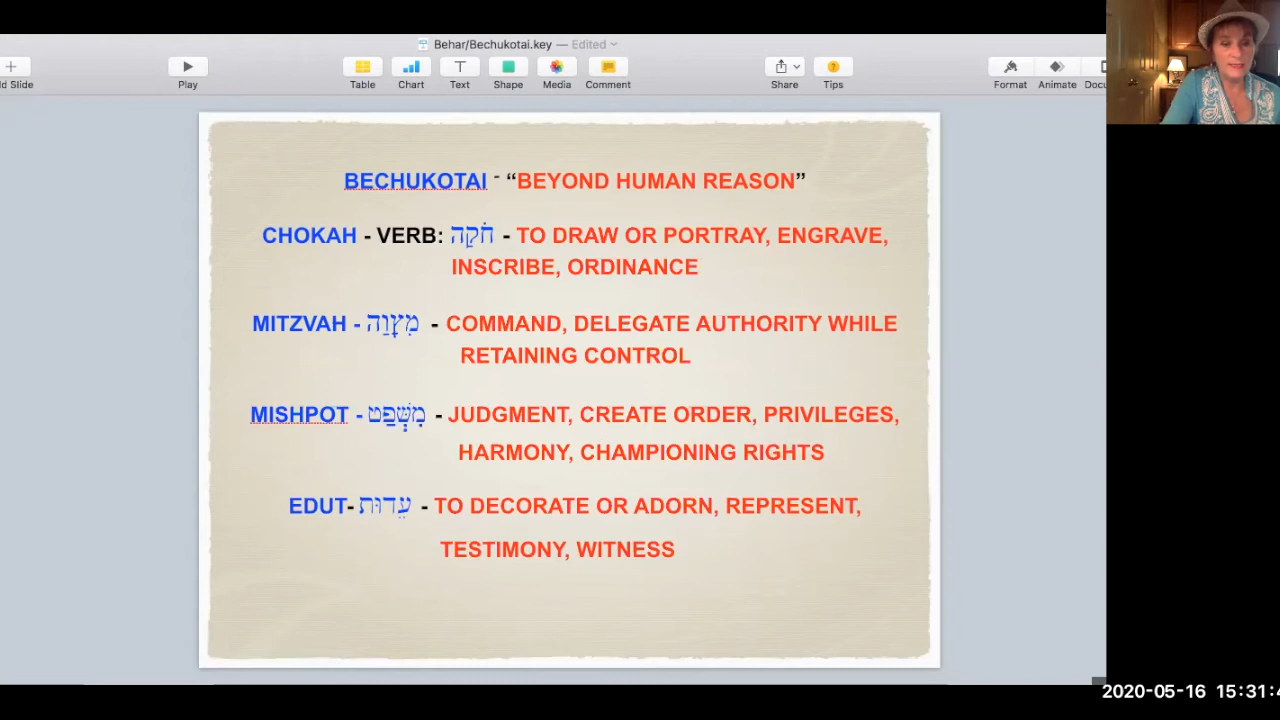 Behar/Bechukotai.key — Edited
Play
Table
Chart
Text
Shape
Media
Comment
Share
Tips
Format
Animate
BECHUKOTAI - “BEYOND HUMAN REASON”
CHOKAH - VERB: חֹקַה - TO DRAW OR PORTRAY, ENGRAVE,
INSCRIBE, ORDINANCE
MITZVAH - מִצָוַה - COMMAND, DELEGATE AUTHORITY WHILE
RETAINING CONTROL
MISHPOT - מִשְּׁפַּט - JUDGMENT, CREATE ORDER, PRIVILEGES,
HARMONY, CHAMPIONING RIGHTS
EDUT- עֵדוּת - TO DECORATE OR ADORN, REPRESENT,
TESTIMONY, WITNESS
2020-05-16 15:31:4